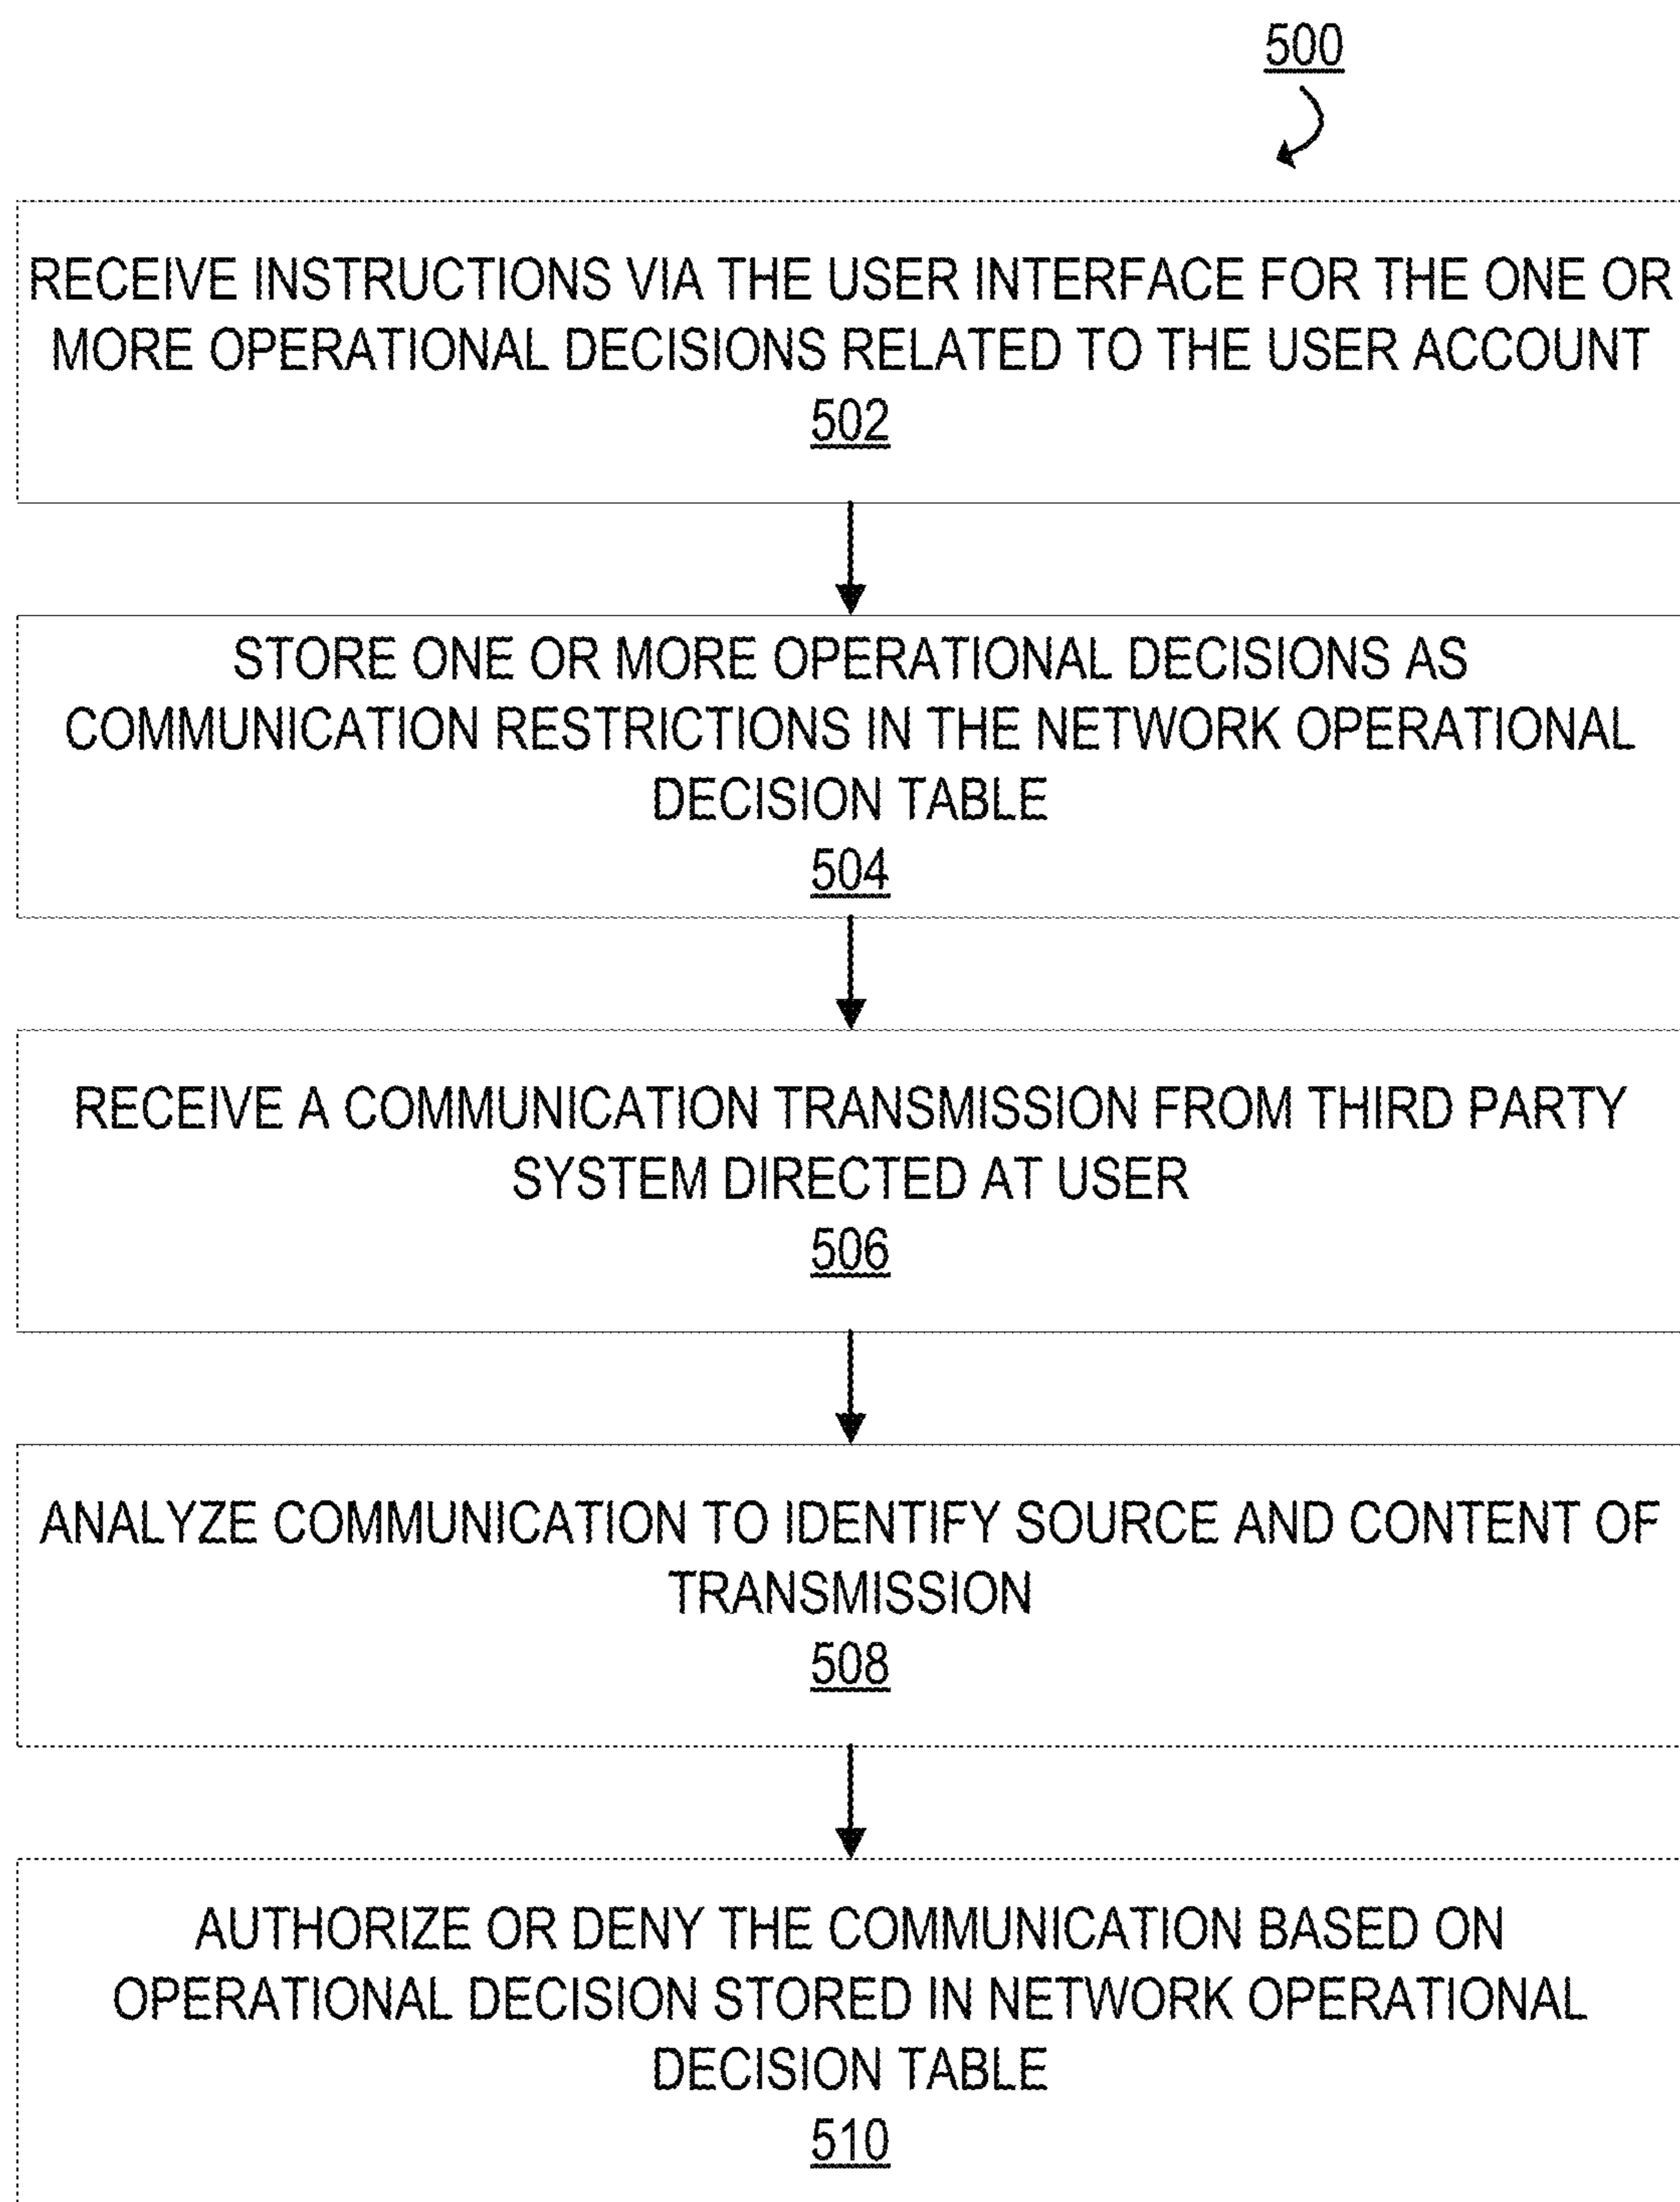 500
RECEIVE INSTRUCTIONS VIA THE USER INTERFACE FOR THE ONE OR
MORE OPERATIONAL DECISIONS RELATED TO THE USER ACCOUNT
502
STORE ONE OR MORE OPERATIONAL DECISIONS AS
COMMUNICATION RESTRICTIONS IN THE NETWORK OPERATIONAL
DECISION TABLE
504
RECEIVE A COMMUNICATION TRANSMISSION FROM THIRD PARTY
SYSTEM DIRECTED AT USER
506
ANALYZE COMMUNICATION TO IDENTIFY SOURCE AND CONTENT OF
TRANSMISSION
508
AUTHORIZE OR DENY THE COMMUNICATION BASED ON
OPERATIONAL DECISION STORED IN NETWORK OPERATIONAL
DECISION TABLE
510